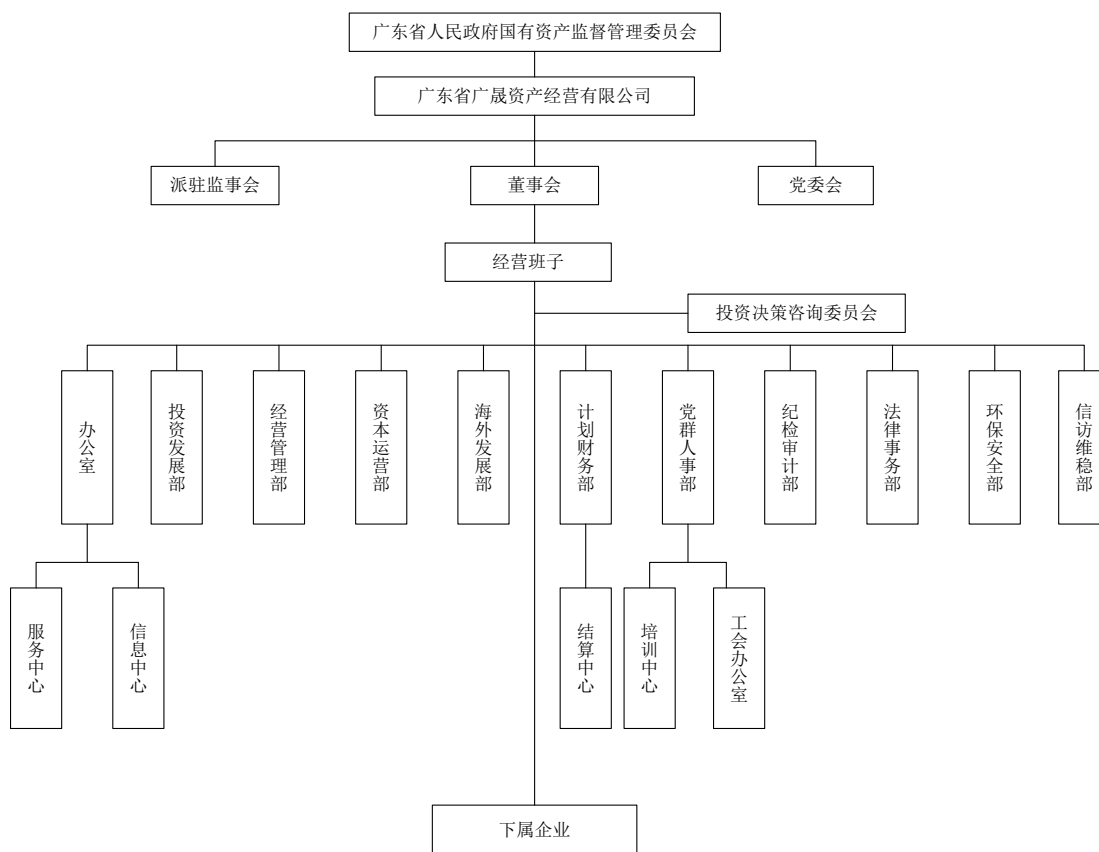 广东省人民政府国有资产监督管理委员会
广东省广晟资产经营有限公司
派驻监事会
董事会
党委会
经营班子
投资决策咨询委员会
办公室
投资发展部
经营管理部
资本运营部
海外发展部
计划财务部
党群人事部
纪检审计部
法律事务部
环保安全部
信访维稳部
服务中心
信息中心
结算中心
培训中心
工会办公室
下属企业